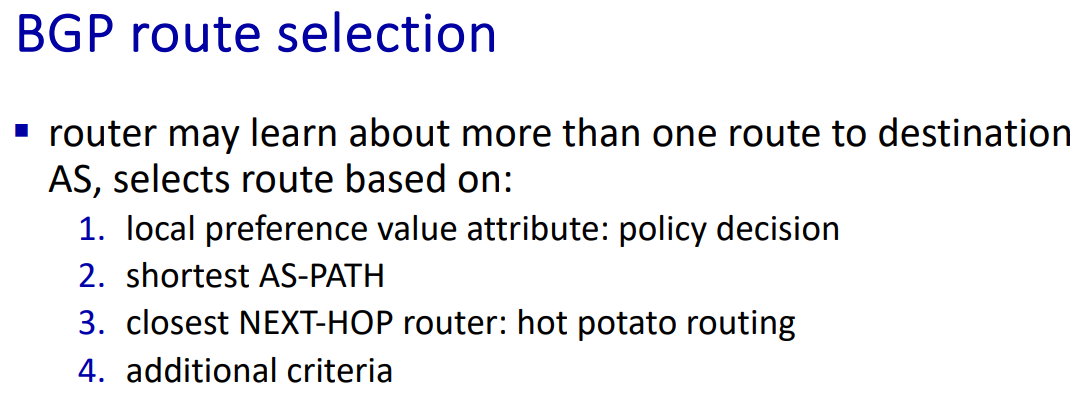 BGP route selection
▪ router may learn about more than one route to destination
AS, selects route based on:
1. local preference value attribute: policy decision
2. shortest AS-PATH
3. closest NEXT-HOP router: hot potato routing
4. additional criteria